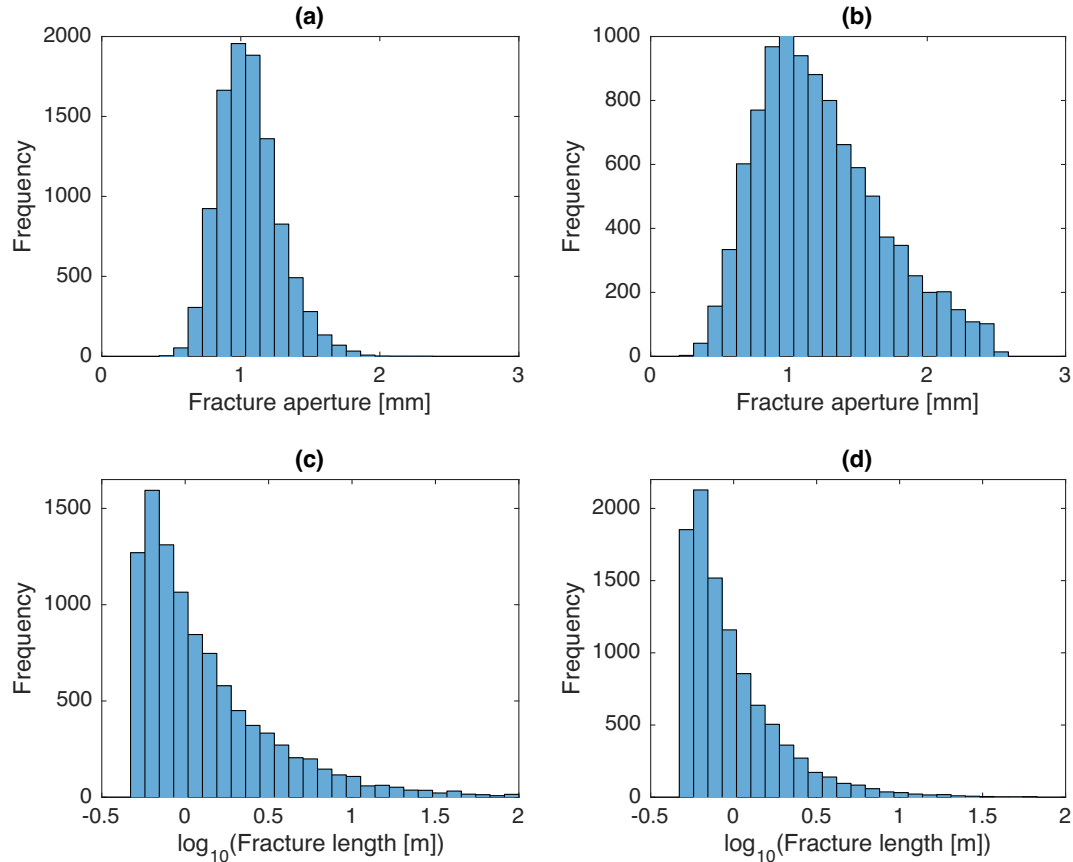 (a)
2000
1500
1000
500
0
Frequency
0 1 2 3
Fracture aperture [mm]
(b)
1000
800
600
400
200
0
Frequency
0 1 2 3
Fracture aperture [mm]
(c)
1500
1000
500
0
Frequency
-0.5 0 0.5 1 1.5 2
log10(Fracture length [m])
(d)
2000
1500
1000
500
0
Frequency
-0.5 0 0.5 1 1.5 2
log10(Fracture length [m])